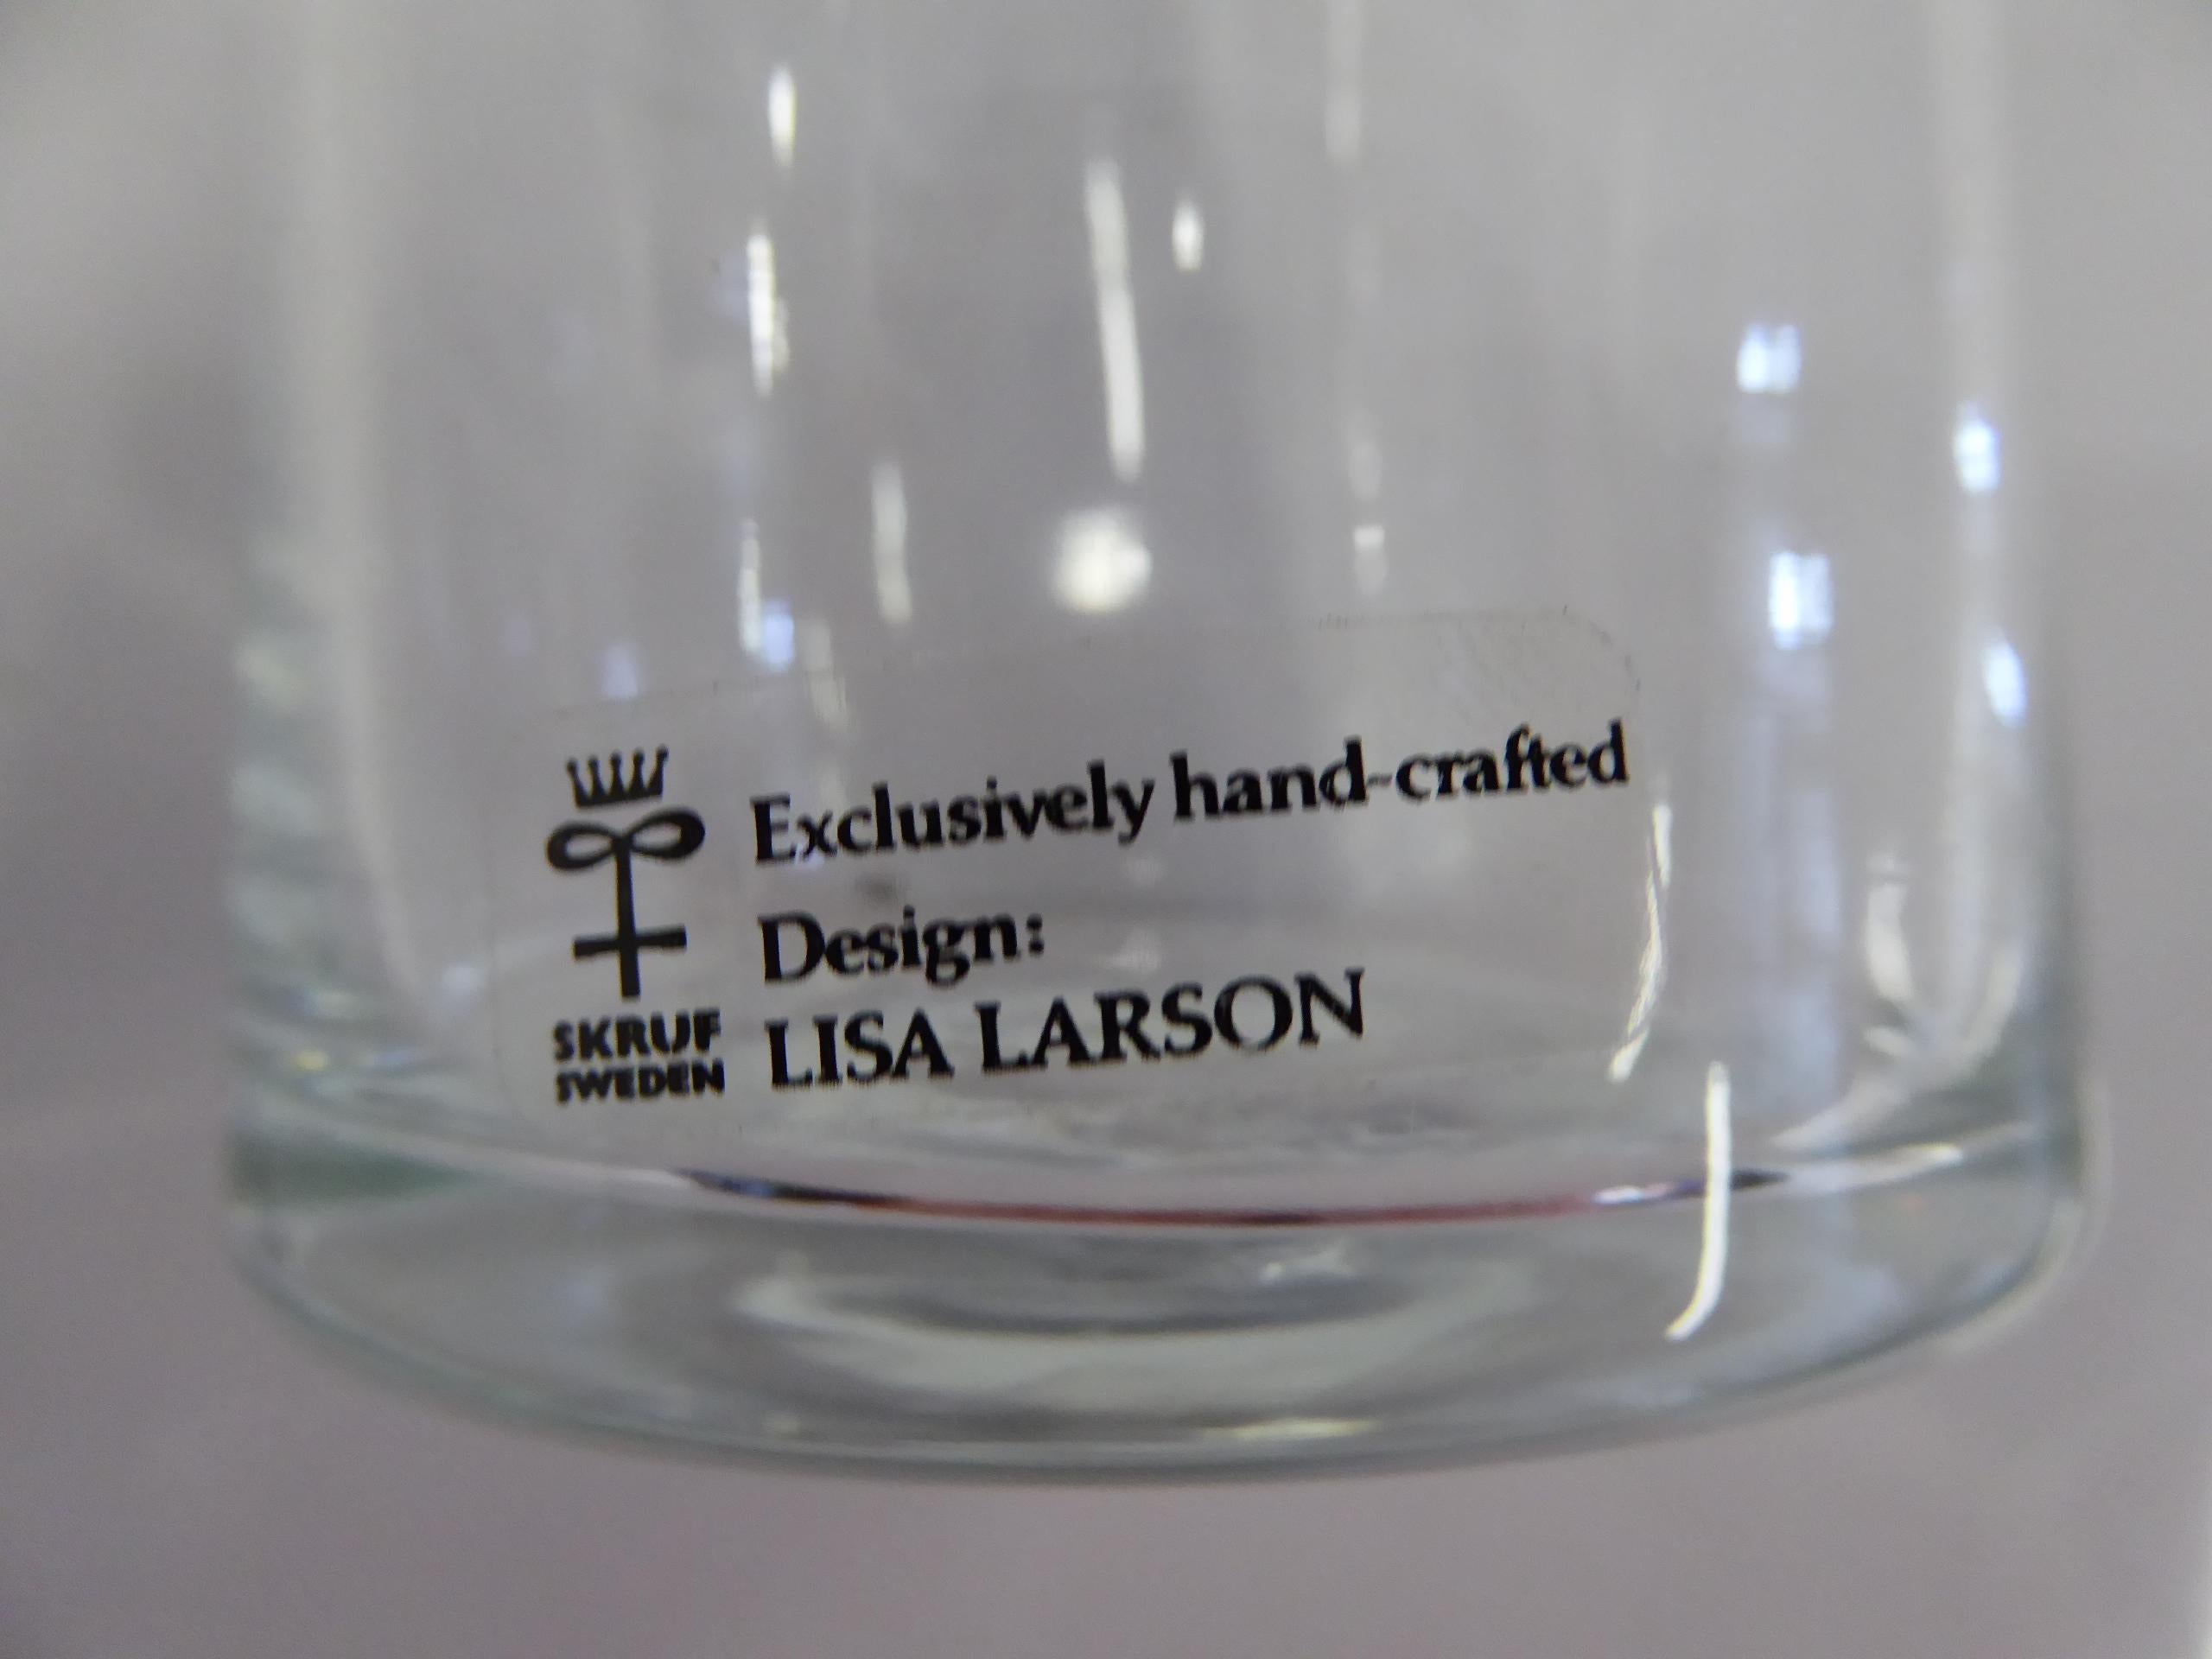 Exclusively hand-crafted
Design:
LISA LARSON
SKRUF
SWEDEN